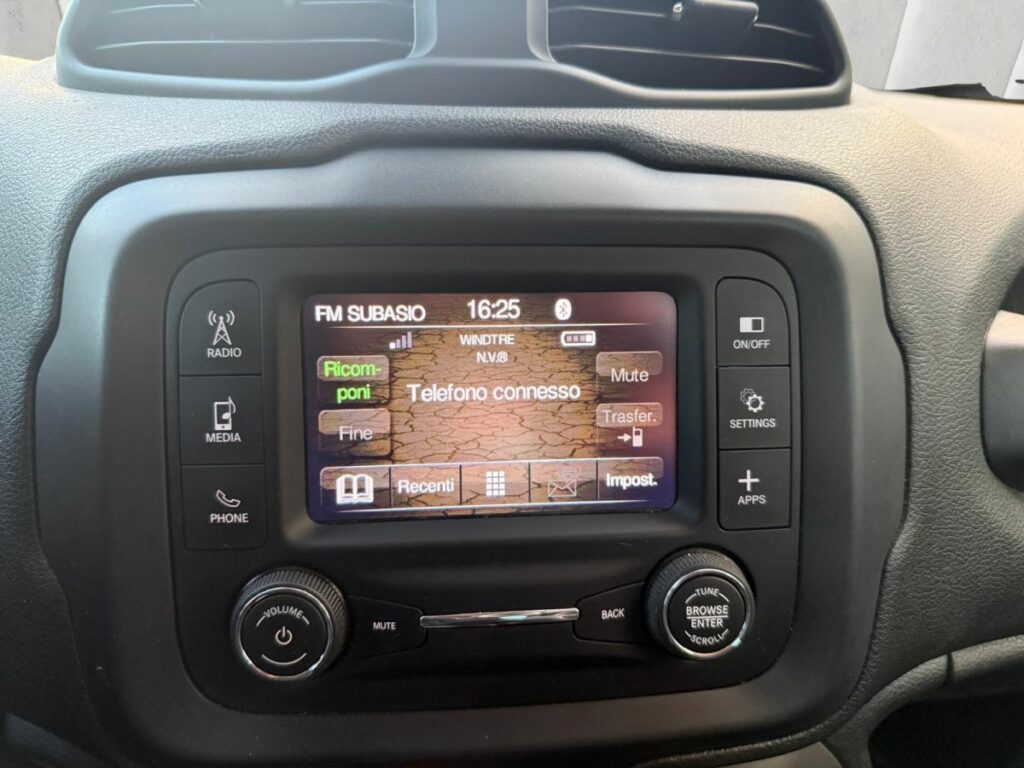 FM SUBASIO 16:25
WINDTRE
N.V.®
Ricom-
poni
Telefono connesso
Mute
Fine
Trasfer.
Recenti
Impost.
RADIO
MEDIA
PHONE
ON/OFF
SETTINGS
APPS
VOLUME
MUTE
BACK
TUNE
BROWSE
ENTER
SCROLL